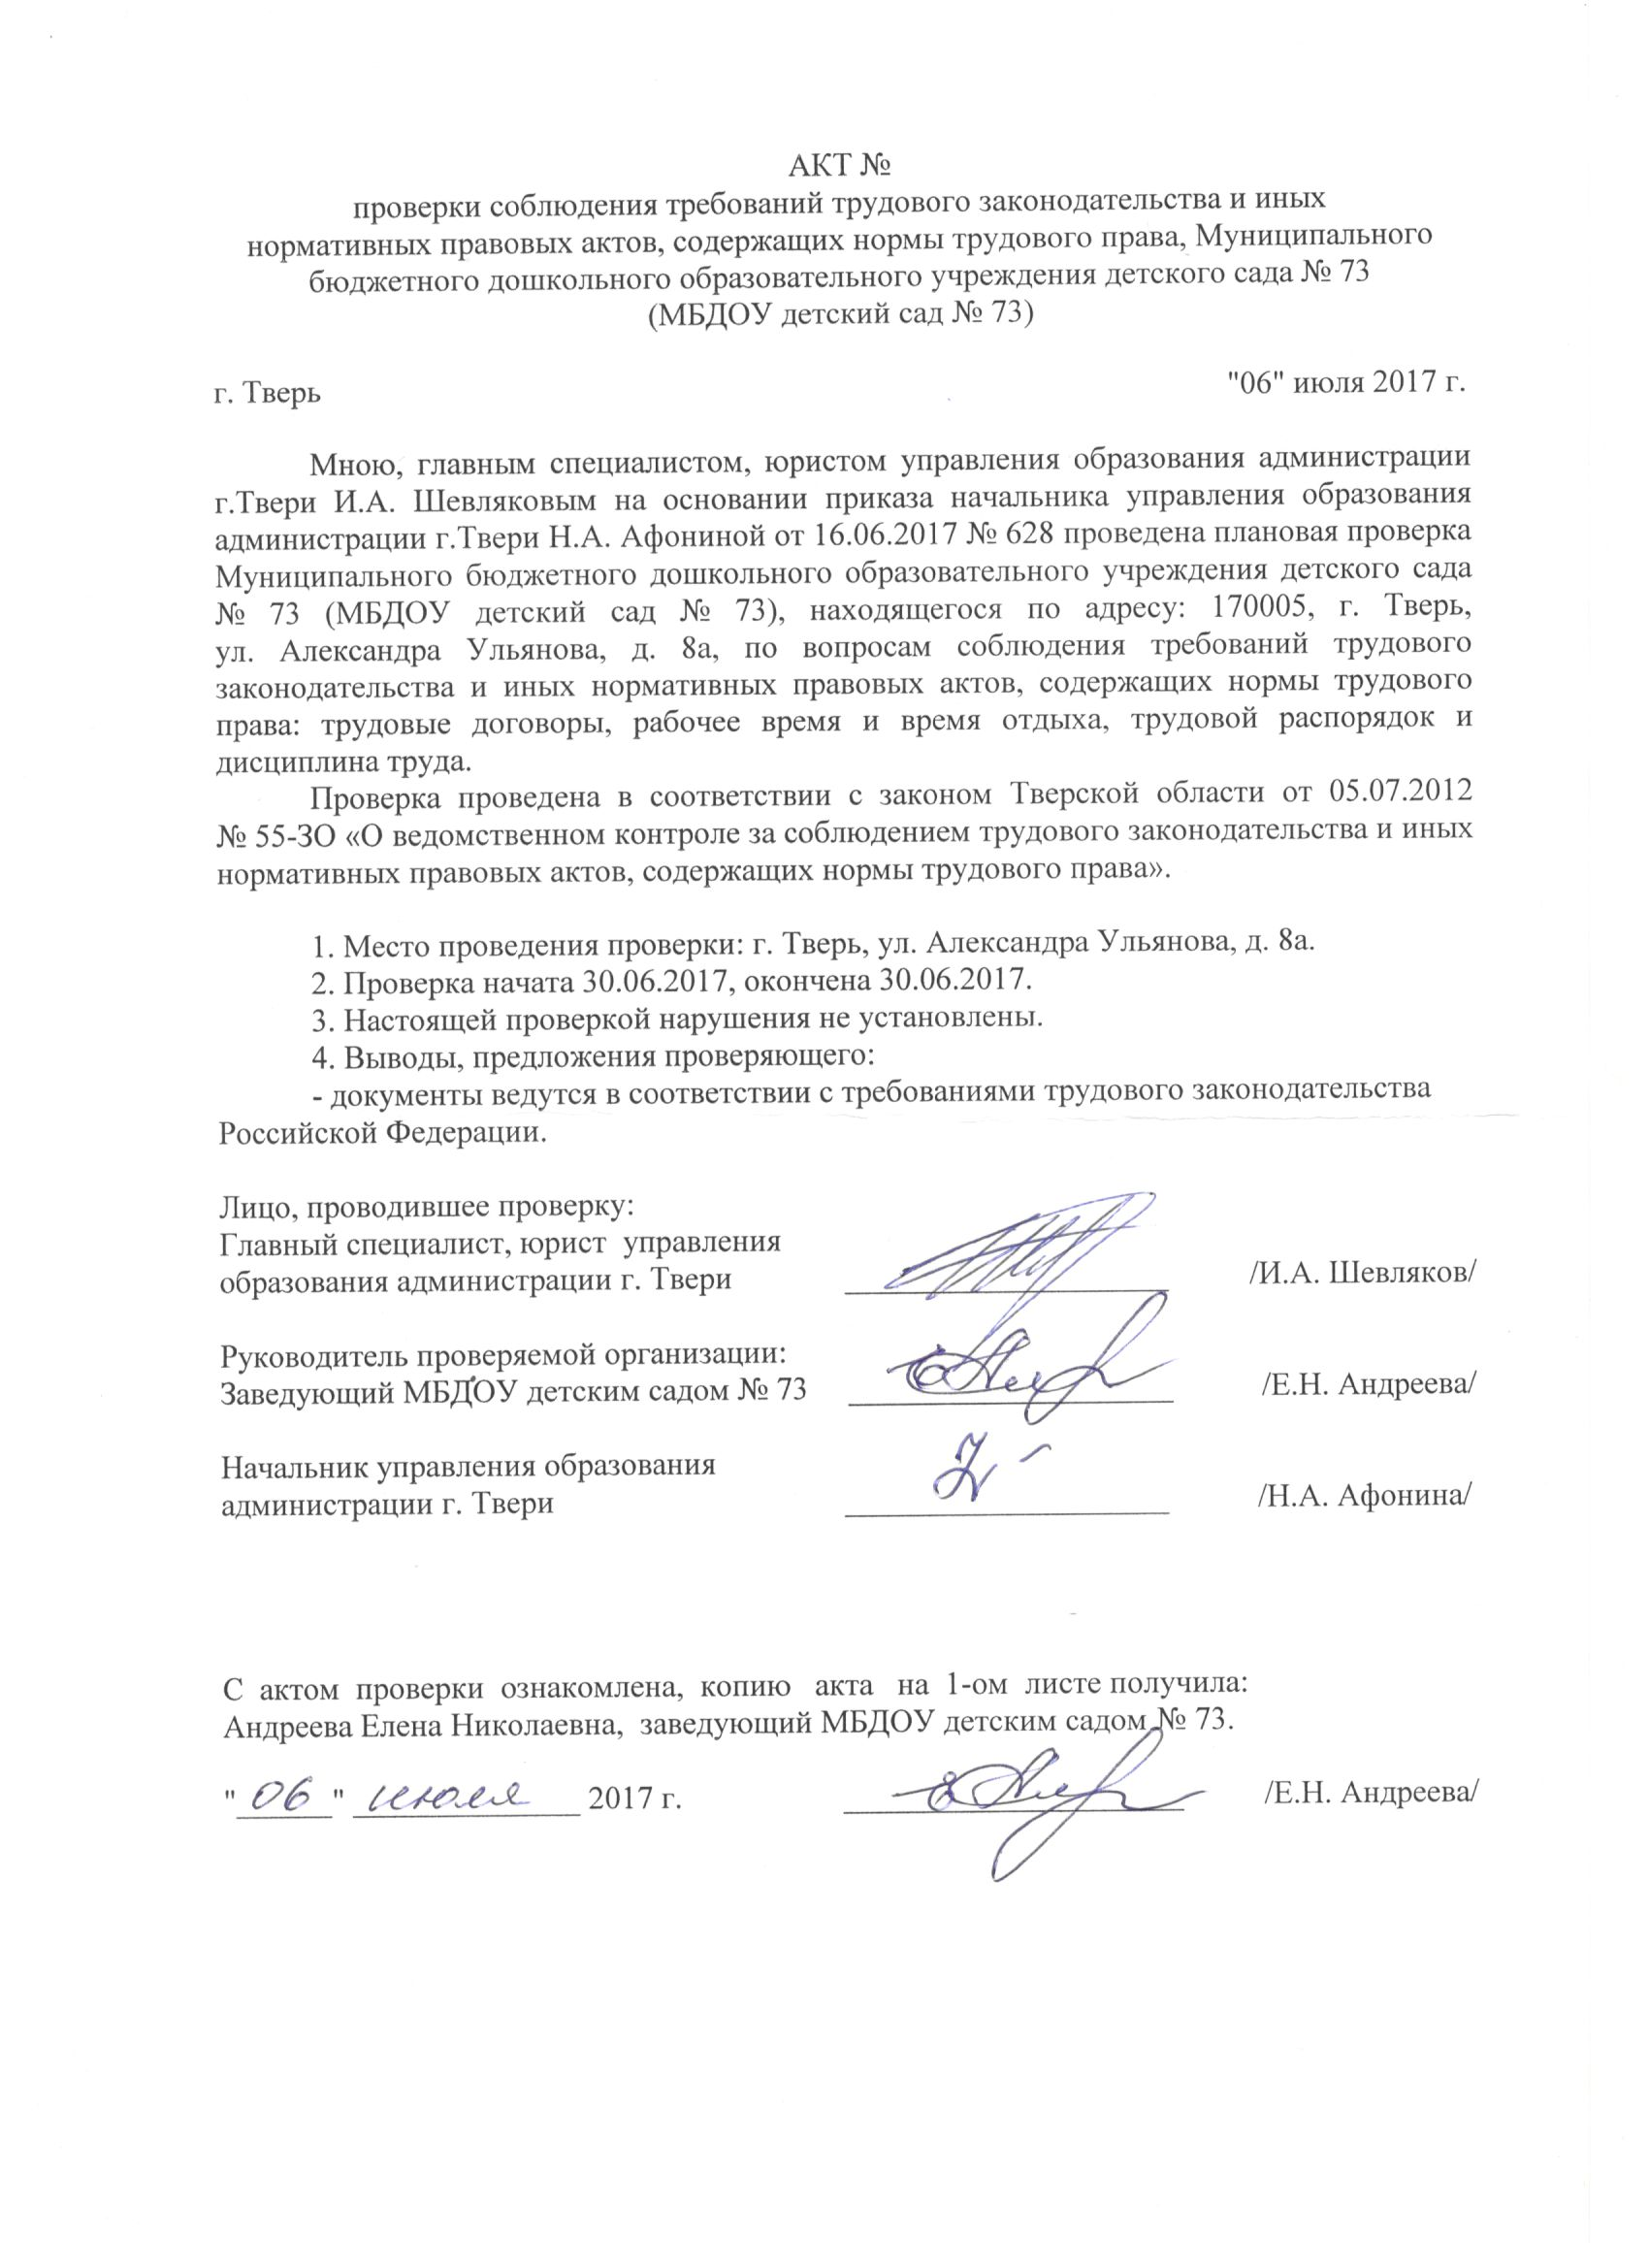 АКТ №
проверки соблюдения требований трудового законодательства и иных
нормативных правовых актов, содержащих нормы трудового права, Муниципального
бюджетного дошкольного образовательного учреждения детского сада № 73
(МБДОУ детский сад № 73)
г. Тверь "06" июля 2017 г.
Мною, главным специалистом, юристом управления образования администрации
г.Твери И.А. Шевляковым на основании приказа начальника управления образования
администрации г.Твери Н.А. Афониной от 16.06.2017 № 628 проведена плановая проверка
Муниципального бюджетного дошкольного образовательного учреждения детского сада
№ 73 (МБДОУ детский сад № 73), находящегося по адресу: 170005, г. Тверь,
ул. Александра Ульянова, д. 8а, по вопросам соблюдения требований трудового
законодательства и иных нормативных правовых актов, содержащих нормы трудового
права: трудовые договоры, рабочее время и время отдыха, трудовой распорядок и
дисциплина труда.
Проверка проведена в соответствии с законом Тверской области от 05.07.2012
№ 55-ЗО «О ведомственном контроле за соблюдением трудового законодательства и иных
нормативных правовых актов, содержащих нормы трудового права».
1. Место проведения проверки: г. Тверь, ул. Александра Ульянова, д. 8а.
2. Проверка начата 30.06.2017, окончена 30.06.2017.
3. Настоящей проверкой нарушения не установлены.
4. Выводы, предложения проверяющего:
- документы ведутся в соответствии с требованиями трудового законодательства
Российской Федерации.
Лицо, проводившее проверку:
Главный специалист, юрист управления
образования администрации г. Твери /И.А. Шевляков/
Руководитель проверяемой организации:
Заведующий МБДОУ детским садом № 73 /Е.Н. Андреева/
Начальник управления образования
администрации г. Твери /Н.А. Афонина/
С актом проверки ознакомлена, копию акта на 1-ом листе получила:
Андреева Елена Николаевна, заведующий МБДОУ детским садом № 73.
"06" июля 2017 г. /Е.Н. Андреева/